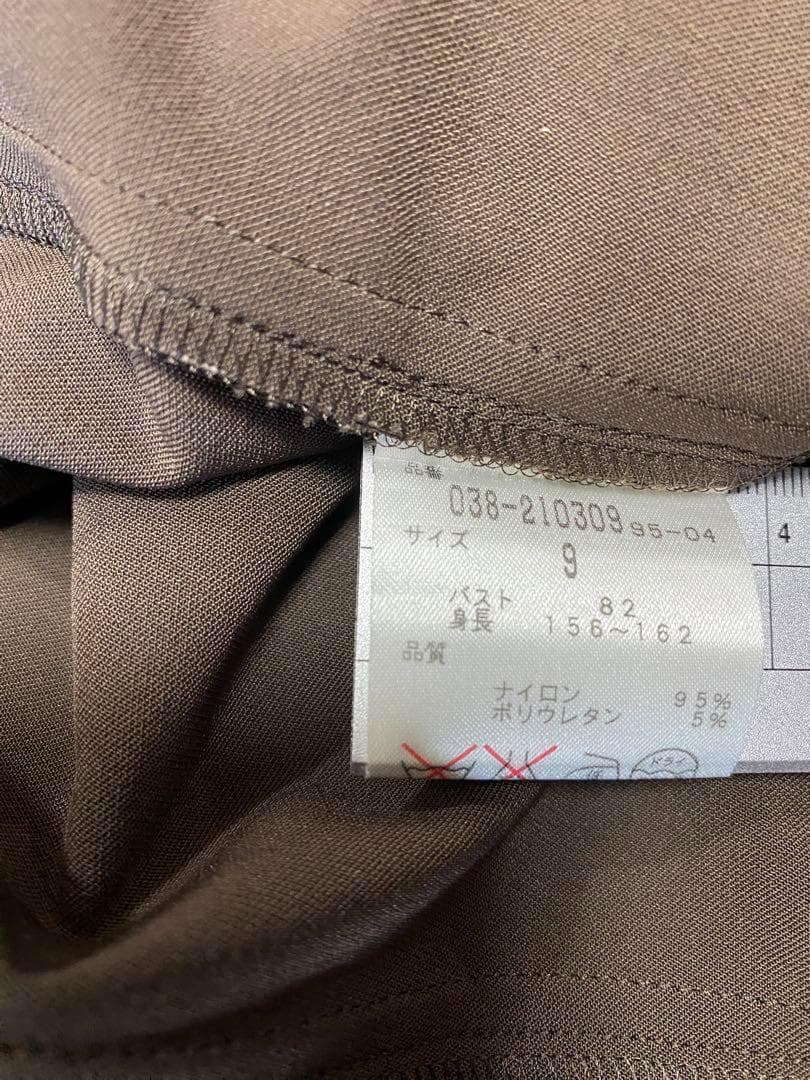 品番
038-210309 95-04
サイズ
9
バスト 82
身長 156~162
品質
ナイロン 95%
ポリウレタン 5%
ドライ
4